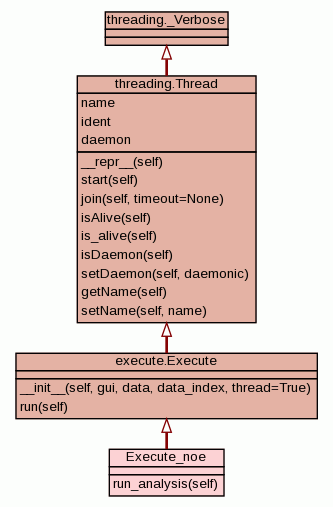 threading._Verbose
threading.Thread
name
ident
daemon
__repr__(self)
start(self)
join(self, timeout=None)
isAlive(self)
is_alive(self)
isDaemon(self)
setDaemon(self, daemonic)
getName(self)
setName(self, name)
execute.Execute
__init__(self, gui, data, data_index, thread=True)
run(self)
Execute_noe
run_analysis(self)